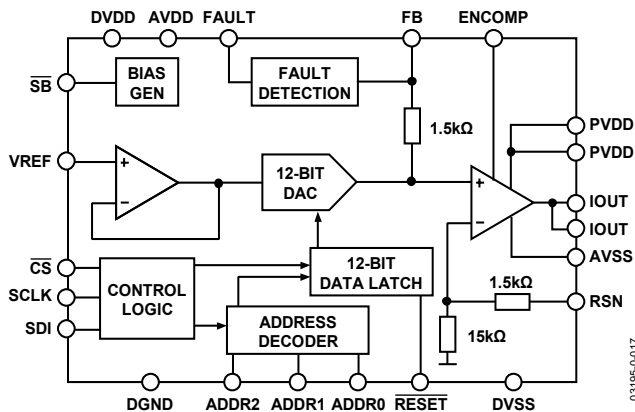 DVDD AVDD FAULT FB ENCOMP
SB
BIAS
GEN
FAULT
DETECTION
1.5kΩ
PVDD
PVDD
VREF
+
−
12-BIT
DAC
+
−
IOUT
IOUT
AVSS
CS
SCLK
SDI
CONTROL
LOGIC
12-BIT
DATA LATCH
ADDRESS
DECODER
1.5kΩ
RSN
15kΩ
DGND ADDR2 ADDR1 ADDR0 RESET DVSS
03195-0-017